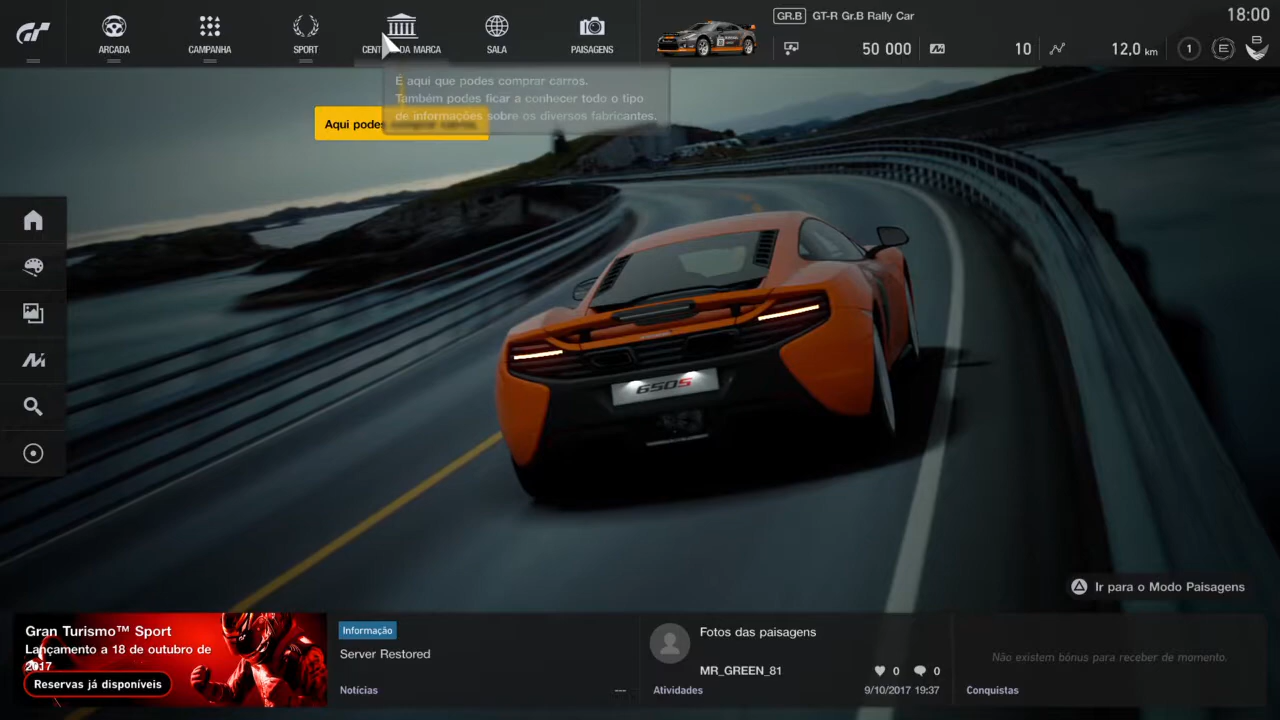 ARCADA
CAMPANHA
SPORT
CENT
DA MARCA
SALA
PAISAGENS
GR.B
GT-R Gr.B Rally Car
50 000
10
12,0 km
18:00
1
E
B
É aqui que podes comprar carros.
Também podes ficar a conhecer todo o tipo
de informações sobre os diversos fabricantes.
Aqui podes
650S
Ir para o Modo Paisagens
Gran Turismo™ Sport
Lançamento a 18 de outubro de
2017
Reservas já disponíveis
Informação
Server Restored
Notícias
---
Fotos das paisagens
MR_GREEN_81
0
0
Atividades
9/10/2017 19:37
Não existem bónus para receber de momento.
Conquistas